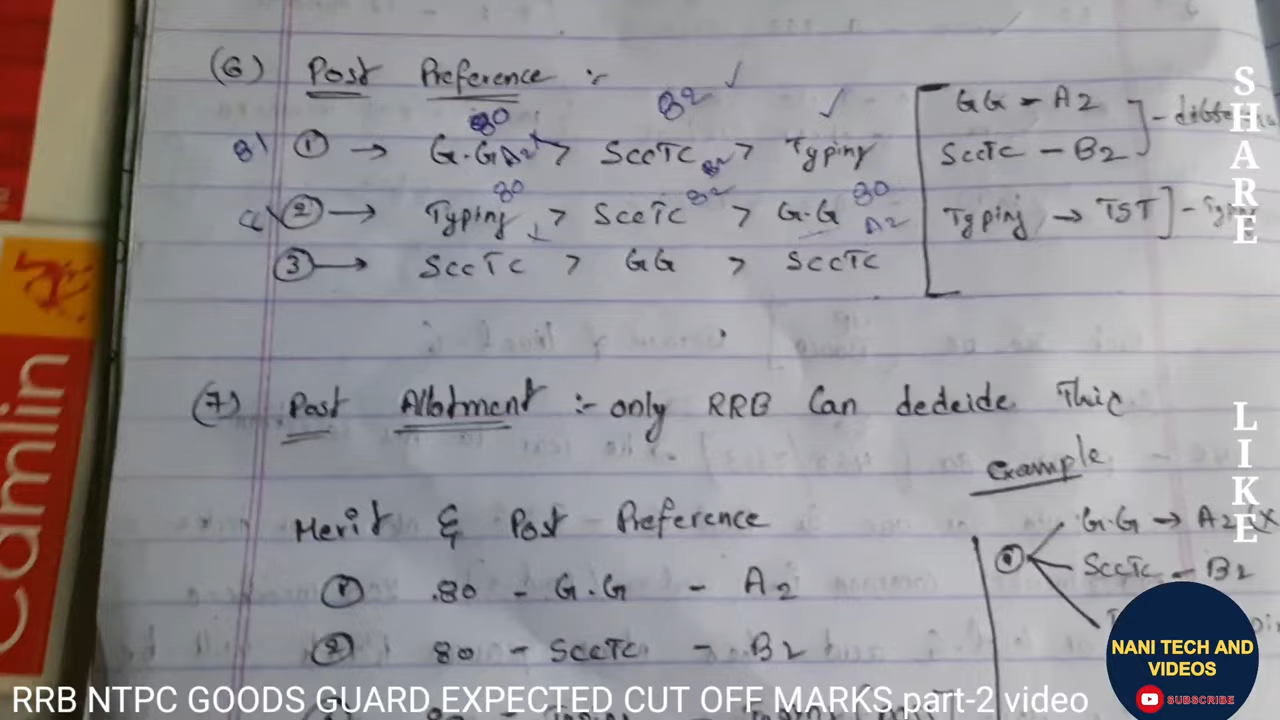 (6) Post Preference :-
80 82
81 ① → G.G A2 > SccTC > Typing
82
80 82 80
② → Typing > SccTC > G.G A2
③ → SccTC > GG > SccTC
GG - A2
SccTC - B2
Typing → TST]
(7) Post Allotment :- only RRB Can dedeide This
Example
Merit & Post - Preference
G.G → A2 (x
① SccTC - B2
① .80 - G.G - A2
② 80 - SccTC - B2
SHARE
LIKE
NANI TECH AND
VIDEOS
SUBSCRIBE
RRB NTPC GOODS GUARD EXPECTED CUT OFF MARKS part-2 video